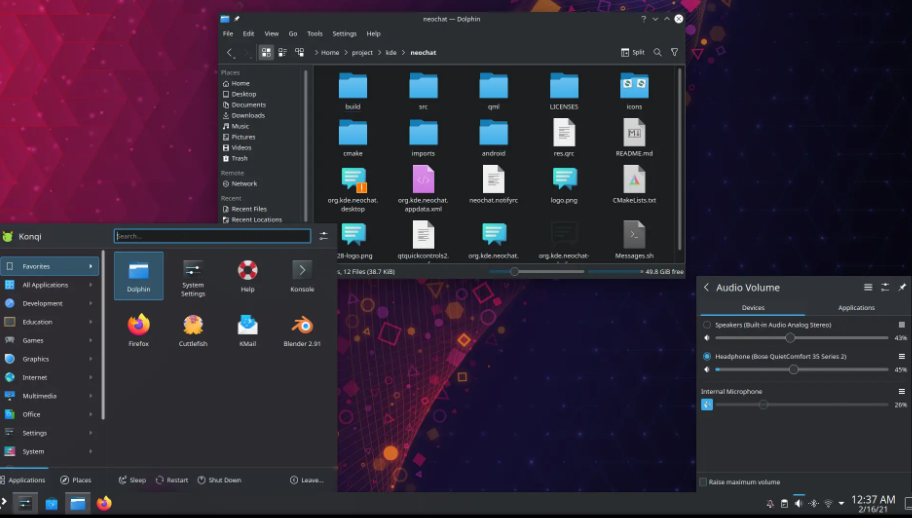 neochat — Dolphin
File Edit View Go Tools Settings Help
Home project kde neochat
Split
Places
Home
Desktop
Documents
Downloads
Music
Pictures
Videos
Trash
Remote
Network
Recent
Recent Files
Recent Locations
build src qml LICENSES icons
cmake imports android res.qrc README.md
org.kde.neochat.desktop org.kde.neochat.appdata.xml neochat.notifyrc logo.png CMakeLists.txt
28-logo.png qtquickcontrols2. org.kde.neochat. org.kde.neochat- Messages.sh
s, 12 Files (38.7 KiB) 49.8 GiB free
Konqi
Search...
Favorites
All Applications
Development
Education
Games
Graphics
Internet
Multimedia
Office
Settings
System
Dolphin System Settings Help Konsole
Firefox Cuttlefish KMail Blender 2.91
Applications Places Sleep Restart Shut Down Leave...
Audio Volume
Devices Applications
Speakers (Built-in Audio Analog Stereo)
43%
Headphone (Bose QuietComfort 35 Series 2)
45%
Internal Microphone
26%
Raise maximum volume
12:37 AM
2/16/21